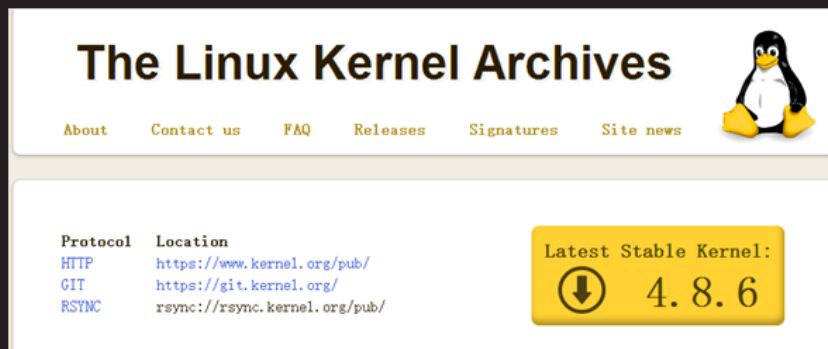 The Linux Kernel Archives
About Contact us FAQ Releases Signatures Site news
Protocol Location
HTTP https://www.kernel.org/pub/
GIT https://git.kernel.org/
RSYNC rsync://rsync.kernel.org/pub/
Latest Stable Kernel:
4.8.6